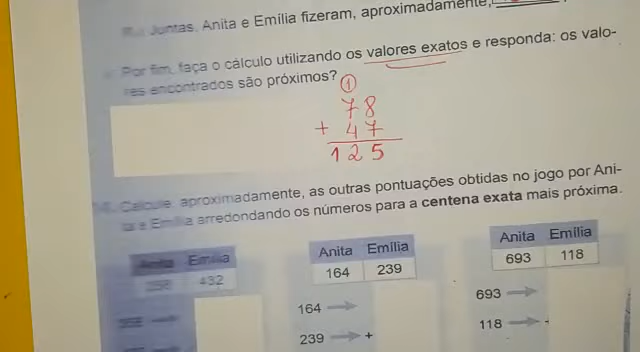 Juntas, Anita e Emília fizeram, aproximadamente,
Por fim, faça o cálculo utilizando os valores exatos e responda: os valo-
res encontrados são próximos?
1
78
+ 47
125
Calcule, aproximadamente, as outras pontuações obtidas no jogo por Ani-
ta e Emília arredondando os números para a centena exata mais próxima.
Anita Emília
432
Anita Emília
164 239
Anita Emília
693 118
164
239 +
693
118